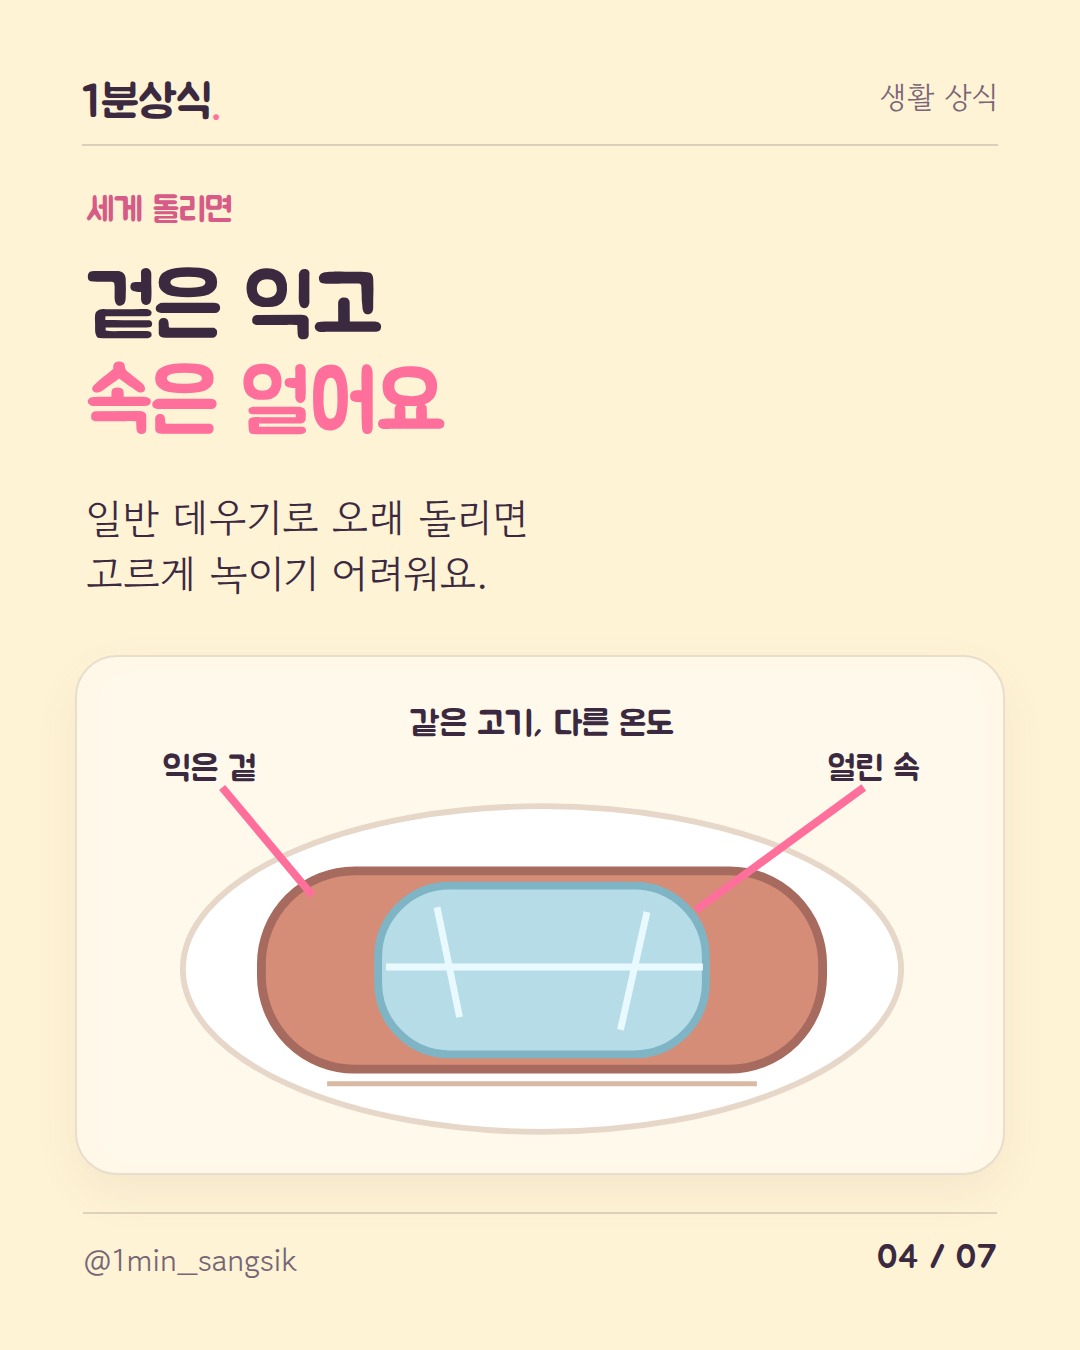 1분상식.
생활 상식
세게 돌리면
겉은 익고
속은 얼어요
일반 데우기로 오래 돌리면
고르게 녹이기 어려워요.
같은 고기, 다른 온도
익은 겉
얼린 속
@1min_sangsik
04 / 07